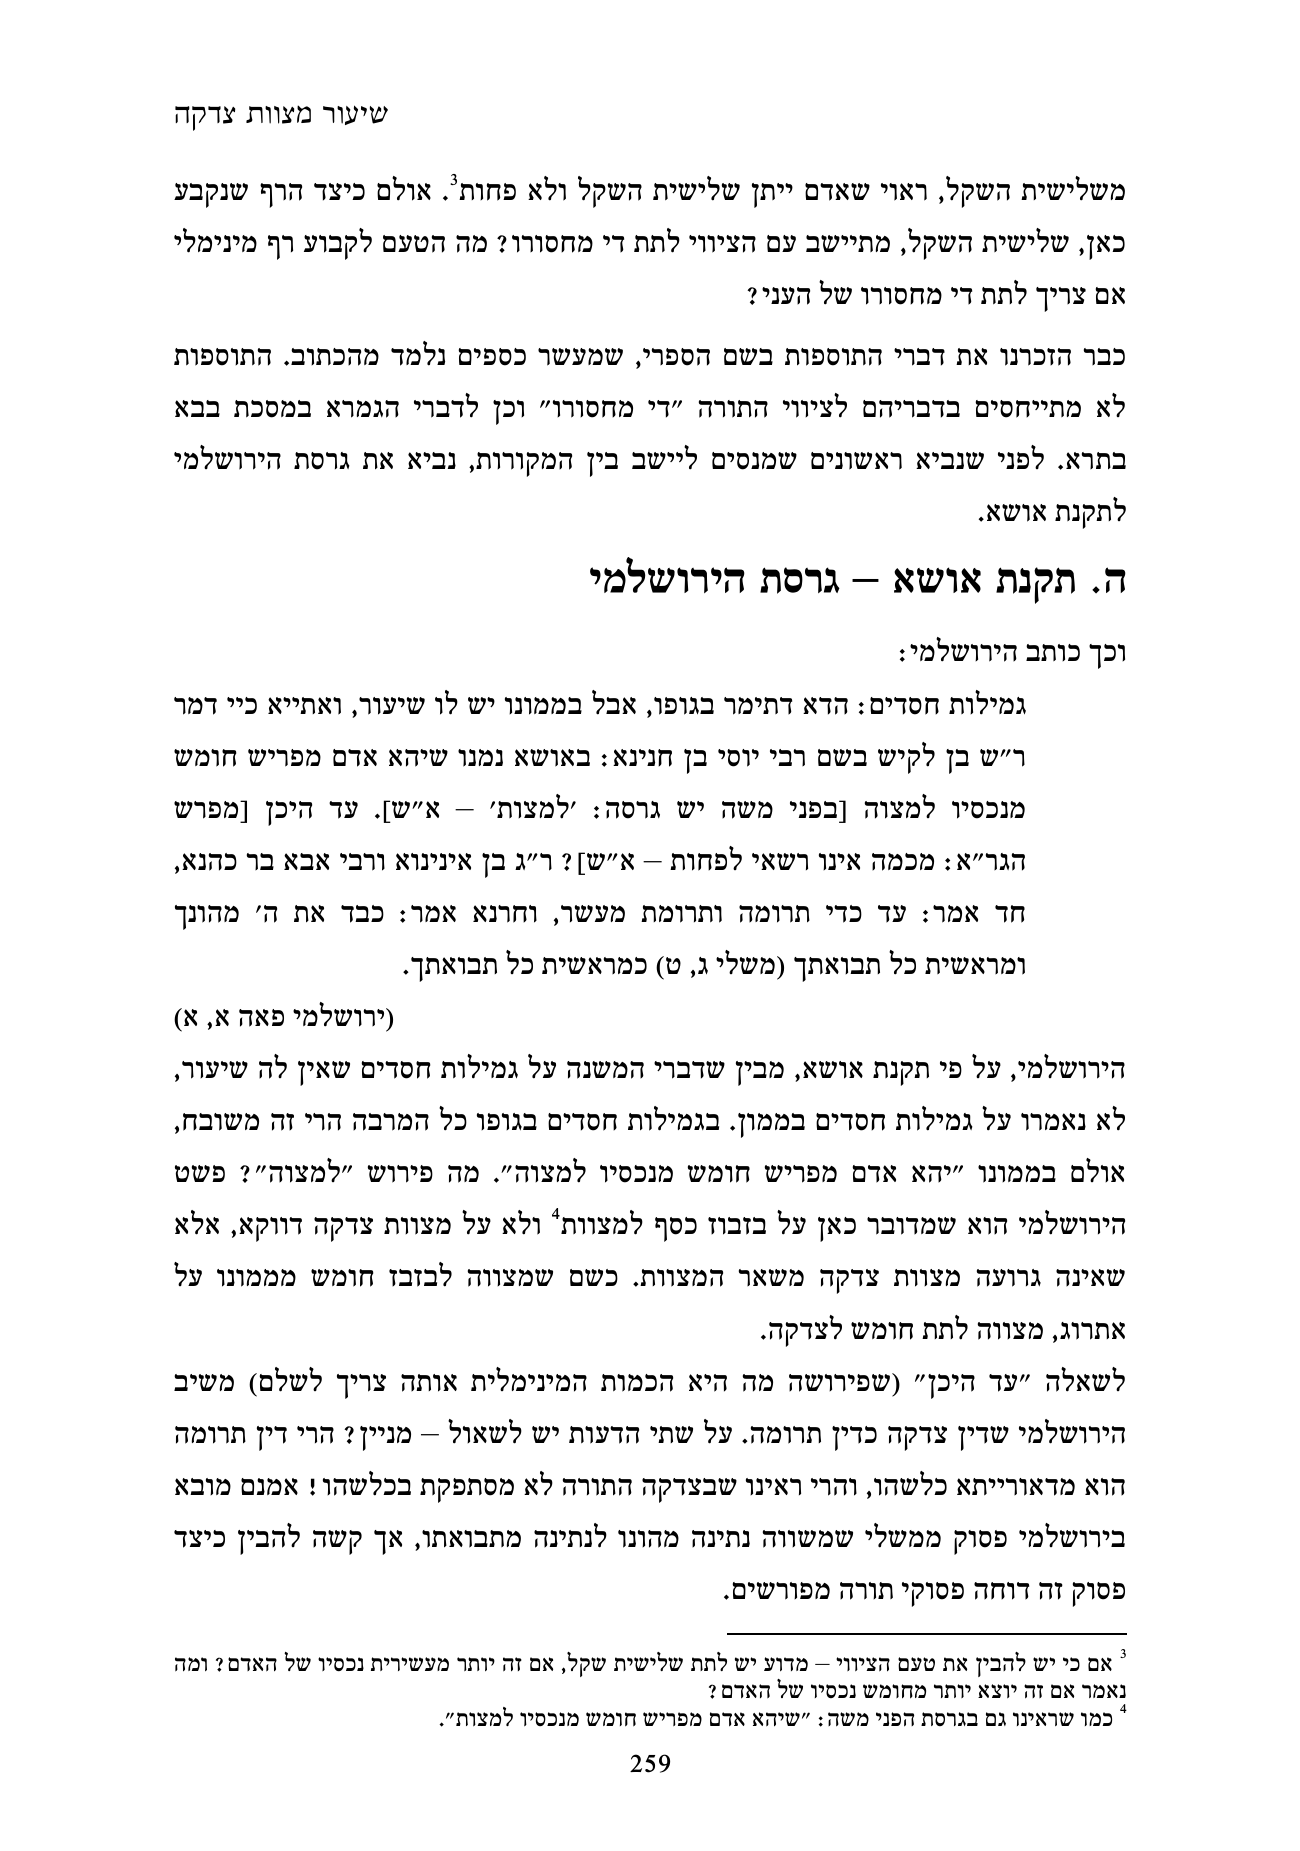 שיעור מצוות צדקה
משלישית השקל, ראוי שאדם ייתן שלישית השקל ולא פחות3. אולם כיצד הרף שנקבע
כאן, שלישית השקל, מתיישב עם הציווי לתת די מחסורו? מה הטעם לקבוע רף מינימלי
אם צריך לתת די מחסורו של העני?
כבר הזכרנו את דברי התוספות בשם הספרי, שמעשר כספים נלמד מהכתוב. התוספות
לא מתייחסים בדבריהם לציווי התורה ״די מחסורו״ וכן לדברי הגמרא במסכת בבא
בתרא. לפני שנביא ראשונים שמנסים ליישב בין המקורות, נביא את גרסת הירושלמי
לתקנת אושא.
ה. תקנת אושא – גרסת הירושלמי
וכך כותב הירושלמי:
גמילות חסדים: הדא דתימר בגופו, אבל בממונו יש לו שיעור, ואתייא כיי דמר
ר״ש בן לקיש בשם רבי יוסי בן חנינא: באושא נמנו שיהא אדם מפריש חומש
מנכסיו למצוה [בפני משה יש גרסה: ׳למצות׳ – א״ש]. עד היכן [מפרש
הגר״א: מכמה אינו רשאי לפחות – א״ש]? ר״ג בן אינינוא ורבי אבא בר כהנא,
חד אמר: עד כדי תרומה ותרומת מעשר, וחרנא אמר: כבד את ה׳ מהונך
ומראשית כל תבואתך (משלי ג, ט) כמראשית כל תבואתך.
(ירושלמי פאה א, א)
הירושלמי, על פי תקנת אושא, מבין שדברי המשנה על גמילות חסדים שאין לה שיעור,
לא נאמרו על גמילות חסדים בממון. בגמילות חסדים בגופו כל המרבה הרי זה משובח,
אולם בממונו ״יהא אדם מפריש חומש מנכסיו למצוה״. מה פירוש ״למצוה״? פשט
הירושלמי הוא שמדובר כאן על בזבוז כסף למצוות4 ולא על מצוות צדקה דווקא, אלא
שאינה גרועה מצוות צדקה משאר המצוות. כשם שמצווה לבזבז חומש מממונו על
אתרוג, מצווה לתת חומש לצדקה.
לשאלה ״עד היכן״ (שפירושה מה היא הכמות המינימלית אותה צריך לשלם) משיב
הירושלמי שדין צדקה כדין תרומה. על שתי הדעות יש לשאול – מניין? הרי דין תרומה
הוא מדאורייתא כלשהו, והרי ראינו שבצדקה התורה לא מסתפקת בכלשהו! אמנם מובא
בירושלמי פסוק ממשלי שמשווה נתינה מהונו לנתינה מתבואתו, אך קשה להבין כיצד
פסוק זה דוחה פסוקי תורה מפורשים.
3 אם כי יש להבין את טעם הציווי – מדוע יש לתת שלישית שקל, אם זה יותר מעשירית נכסיו של האדם? ומה
נאמר אם זה יוצא יותר מחומש נכסיו של האדם?
4 כמו שראינו גם בגרסת הפני משה: ״שיהא אדם מפריש חומש מנכסיו למצות״.
259